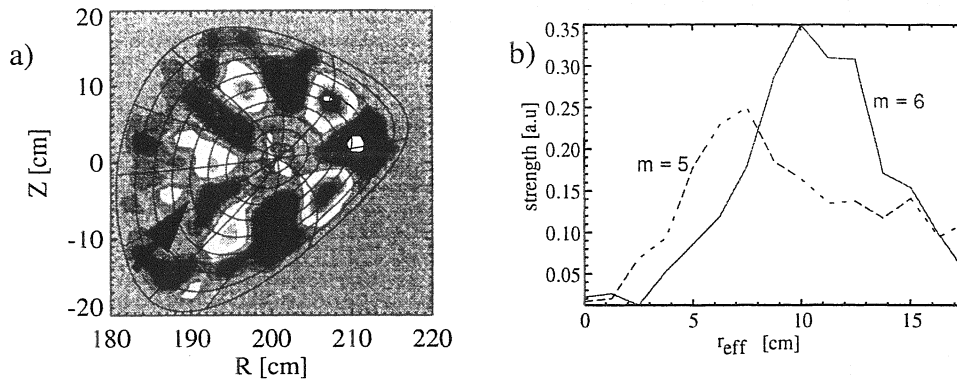 a)
20
10
0
-10
-20
Z [cm]
180 190 200 210 220
R [cm]
b)
0.35
0.30
0.25
0.20
0.15
0.10
0.05
strength [a.u]
m = 6
m = 5
0 5 10 15
r_eff [cm]